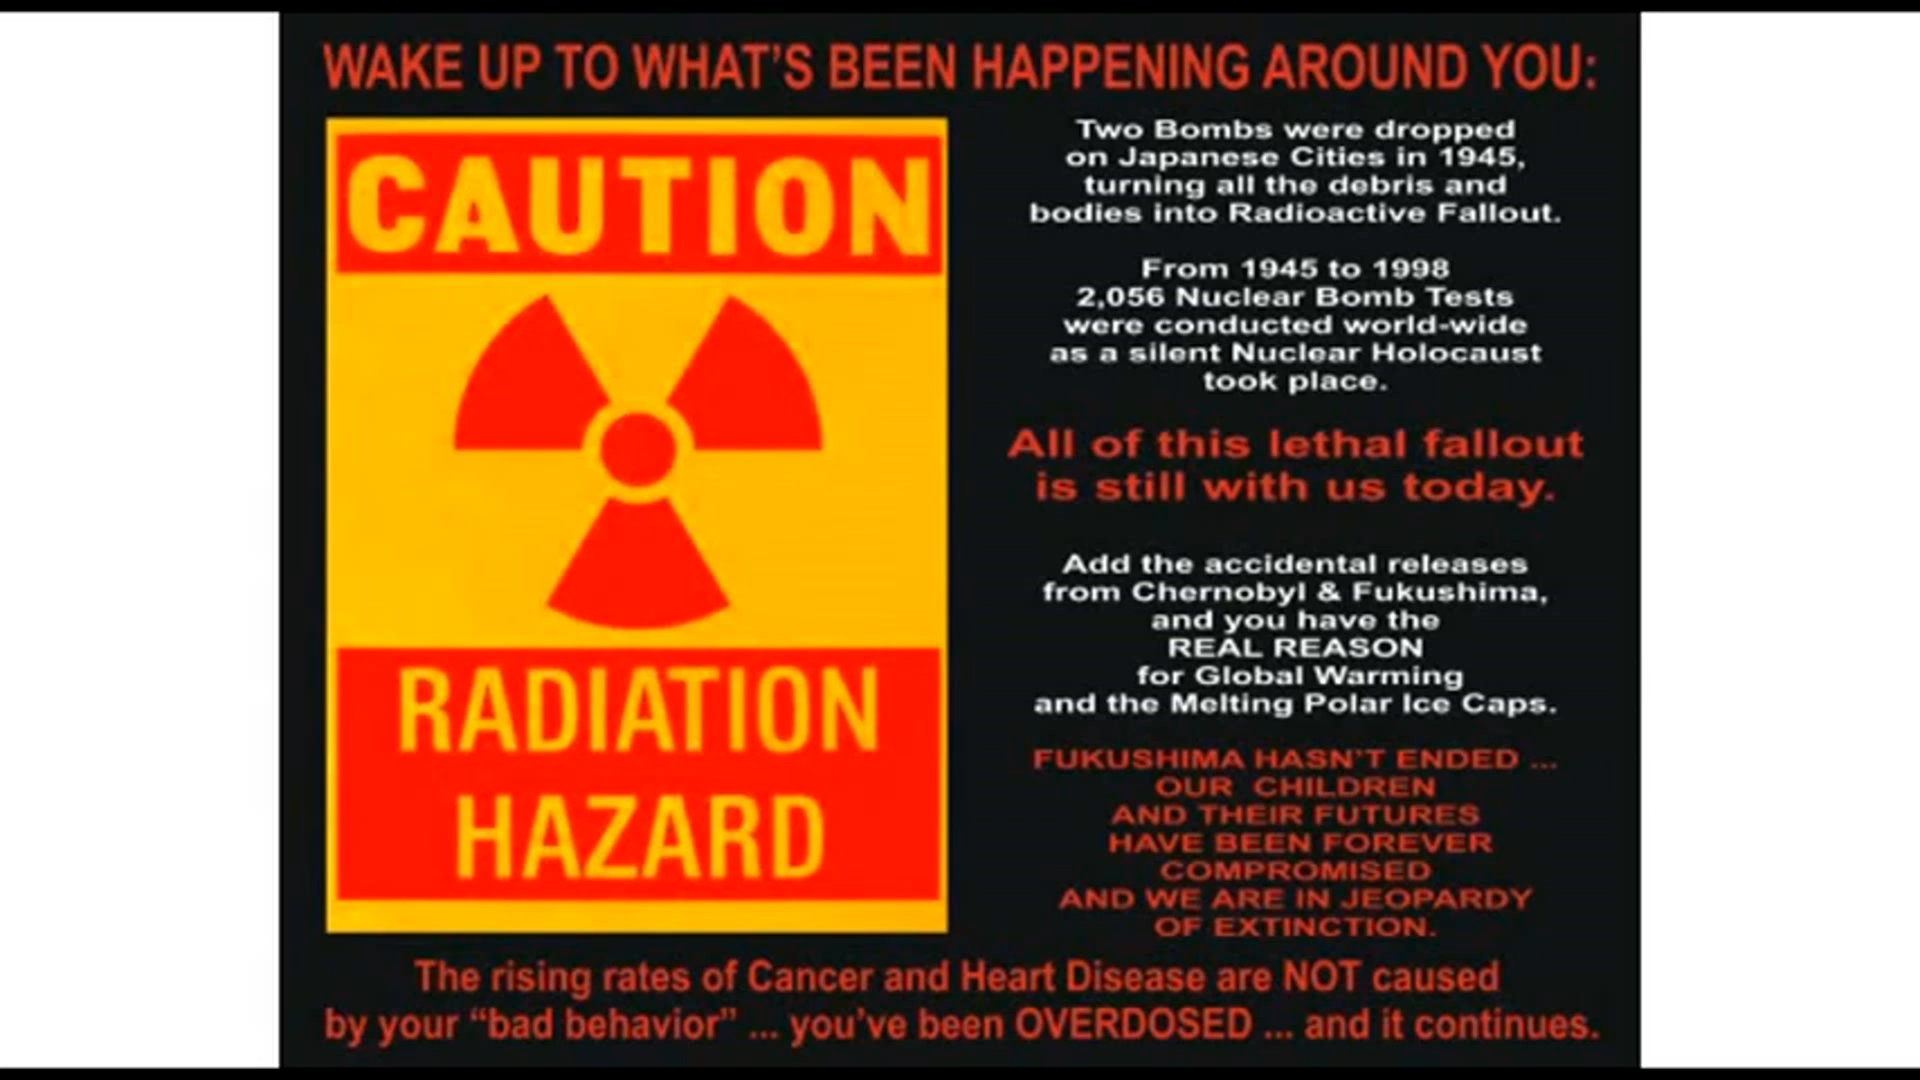 WAKE UP TO WHAT'S BEEN HAPPENING AROUND YOU:
CAUTION
RADIATION
HAZARD
Two Bombs were dropped
on Japanese Cities in 1945,
turning all the debris and
bodies into Radioactive Fallout.
From 1945 to 1998
2,056 Nuclear Bomb Tests
were conducted world-wide
as a silent Nuclear Holocaust
took place.
All of this lethal fallout
is still with us today.
Add the accidental releases
from Chernobyl & Fukushima,
and you have the
REAL REASON
for Global Warming
and the Melting Polar Ice Caps.
FUKUSHIMA HASN'T ENDED ...
OUR CHILDREN
AND THEIR FUTURES
HAVE BEEN FOREVER
COMPROMISED
AND WE ARE IN JEOPARDY
OF EXTINCTION.
The rising rates of Cancer and Heart Disease are NOT caused
by your “bad behavior” ... you've been OVERDOSED ... and it continues.